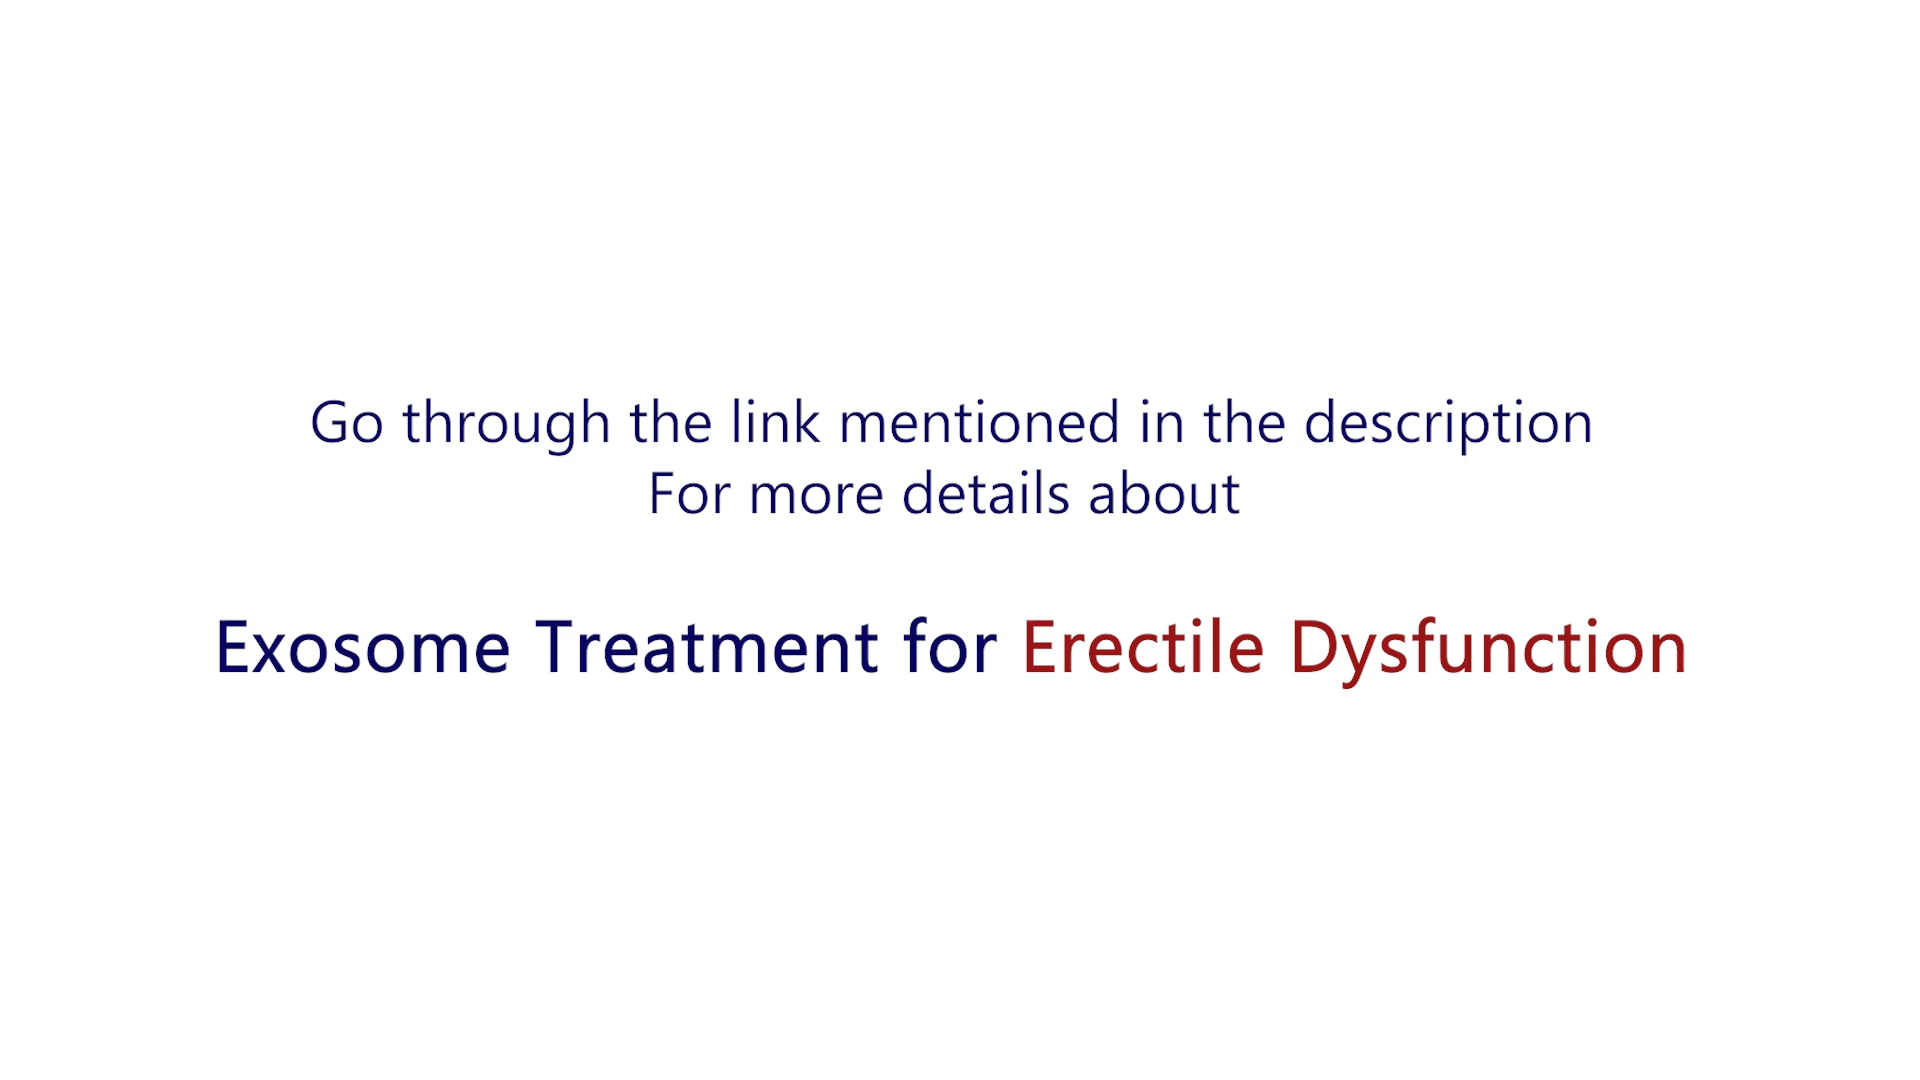 Go through the link mentioned in the description
For more details about
Exosome Treatment for Erectile Dysfunction